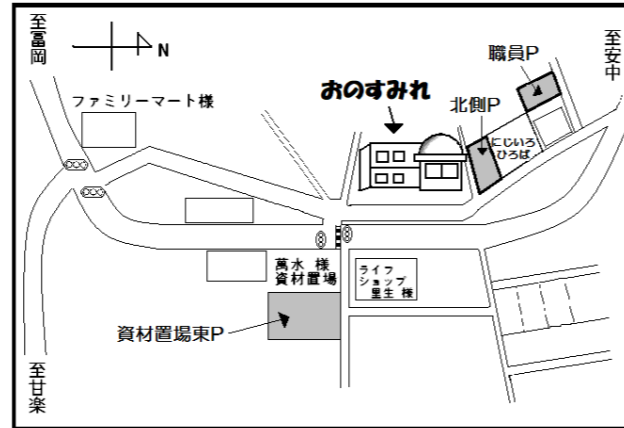 至富岡
N
ファミリーマート様
おのすみれ
職員P
北側P
至安中
にじいろ
ひろば
萬水 様
資材置場
ライフ
ショップ
里生 様
資材置場東P
至甘楽